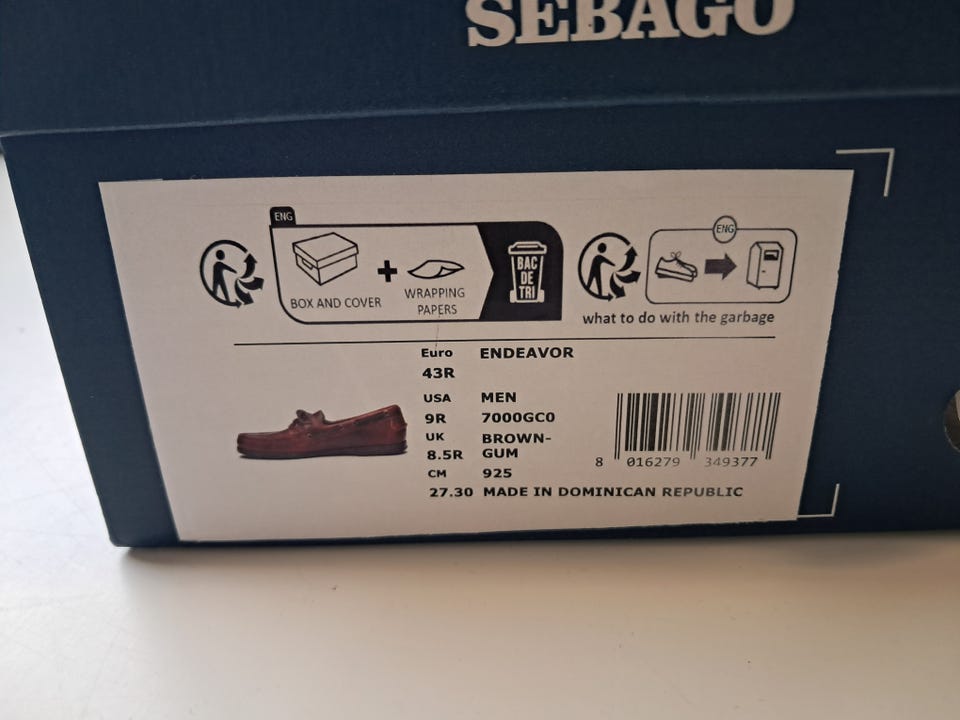 SEBAGO
ENG
BOX AND COVER
WRAPPING
PAPERS
BAC
DE
TRI
ENG
what to do with the garbage
Euro ENDEAVOR
43R
USA MEN
9R 7000GC0
UK BROWN-
8.5R GUM
CM 925
27.30 MADE IN DOMINICAN REPUBLIC
8 016279 349377